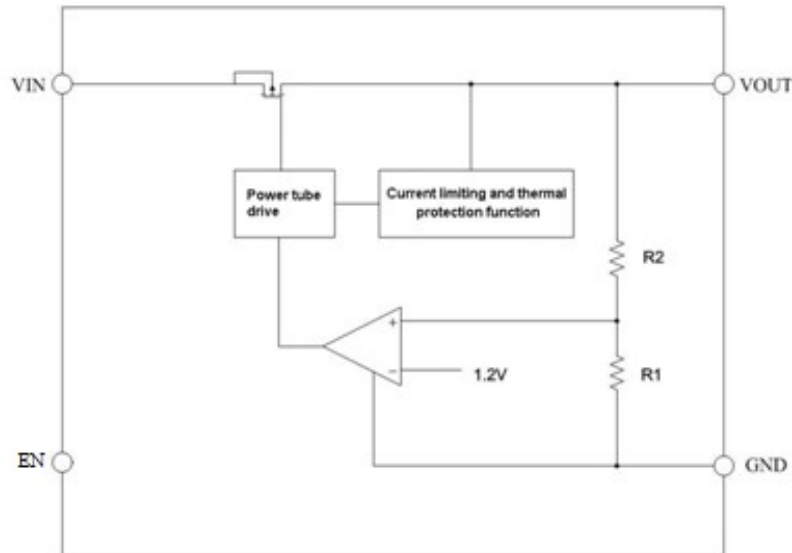 VIN
VOUT
Power tube
drive
Current limiting and thermal
protection function
R2
+
−
1.2V
R1
EN
GND